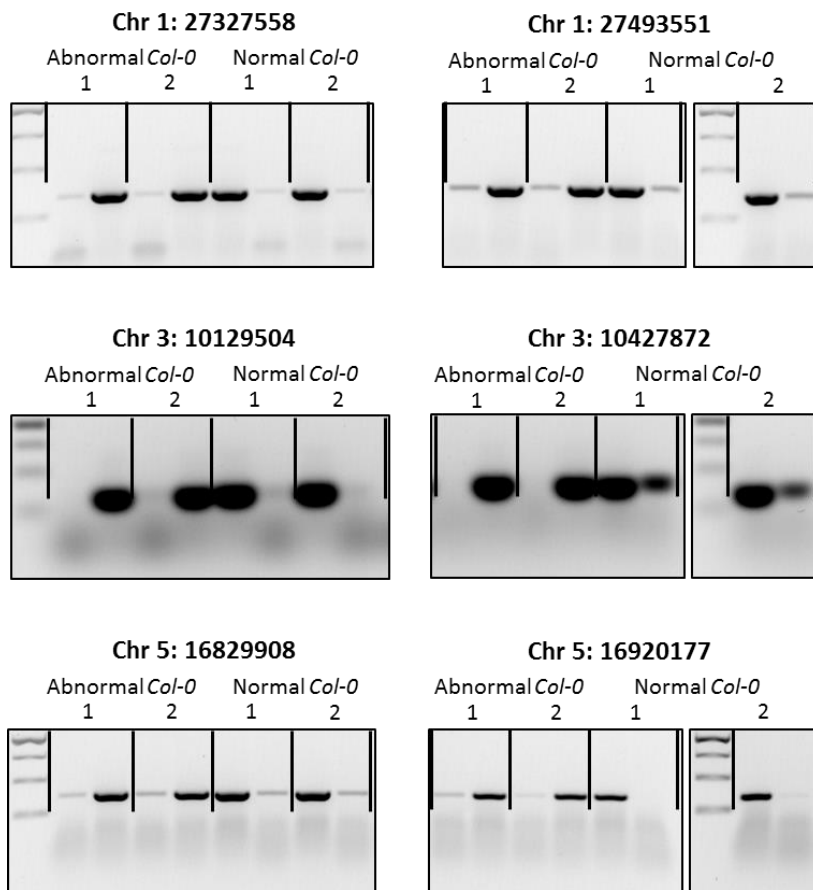 Chr 1: 27327558
Abnormal Col-0 Normal Col-0
1 2 1 2
Chr 1: 27493551
Abnormal Col-0 Normal Col-0
1 2 1 2
Chr 3: 10129504
Abnormal Col-0 Normal Col-0
1 2 1 2
Chr 3: 10427872
Abnormal Col-0 Normal Col-0
1 2 1 2
Chr 5: 16829908
Abnormal Col-0 Normal Col-0
1 2 1 2
Chr 5: 16920177
Abnormal Col-0 Normal Col-0
1 2 1 2